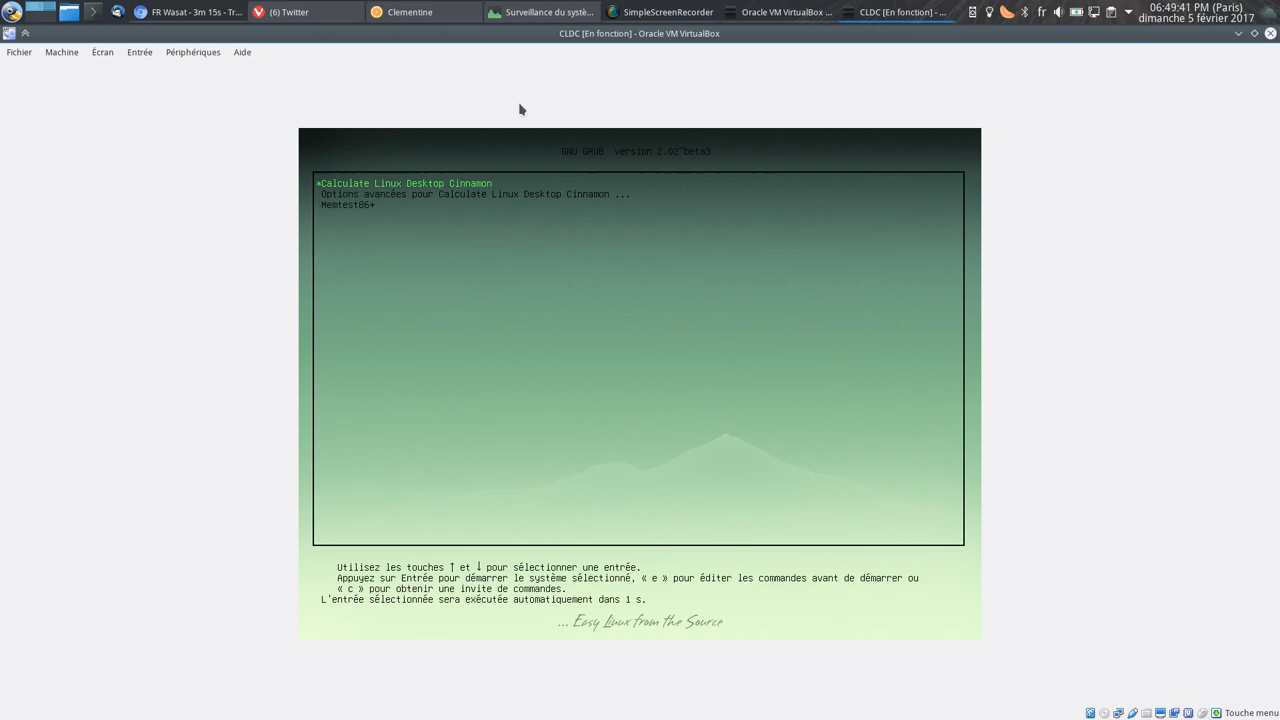 FR Wasat - 3m 15s - Tr...
(6) Twitter
Clementine
Surveillance du systè...
SimpleScreenRecorder
Oracle VM VirtualBox ...
CLDC [En fonction] - ...
fr
06:49:41 PM (Paris)
dimanche 5 février 2017
CLDC [En fonction] - Oracle VM VirtualBox
Fichier Machine Écran Entrée Périphériques Aide
GNU GRUB version 2.02~beta3
*Calculate Linux Desktop Cinnamon
Options avancées pour Calculate Linux Desktop Cinnamon ...
Memtest86+
Utilisez les touches ↑ et ↓ pour sélectionner une entrée.
Appuyez sur Entrée pour démarrer le système sélectionné, « e » pour éditer les commandes avant de démarrer ou
« c » pour obtenir une invite de commandes.
L'entrée sélectionnée sera exécutée automatiquement dans 1 s.
... Easy Linux from the Source
Touche menu